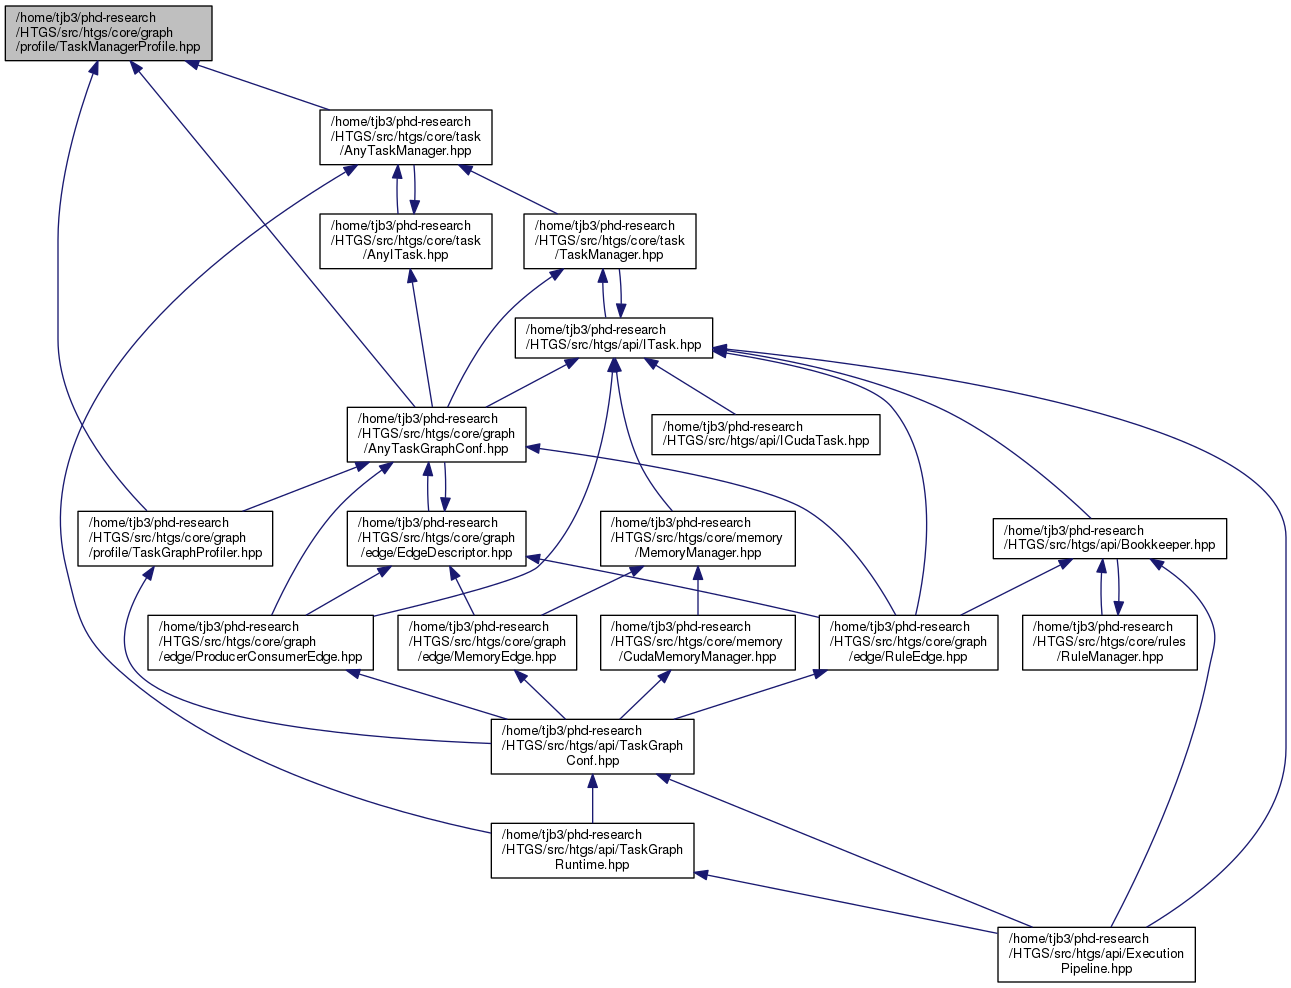 /home/tjb3/phd-research
/HTGS/src/htgs/core/graph
/profile/TaskManagerProfile.hpp
/home/tjb3/phd-research
/HTGS/src/htgs/core/task
/AnyTaskManager.hpp
/home/tjb3/phd-research
/HTGS/src/htgs/core/task
/AnyITask.hpp
/home/tjb3/phd-research
/HTGS/src/htgs/core/task
/TaskManager.hpp
/home/tjb3/phd-research
/HTGS/src/htgs/api/ITask.hpp
/home/tjb3/phd-research
/HTGS/src/htgs/core/graph
/AnyTaskGraphConf.hpp
/home/tjb3/phd-research
/HTGS/src/htgs/api/ICudaTask.hpp
/home/tjb3/phd-research
/HTGS/src/htgs/core/graph
/profile/TaskGraphProfiler.hpp
/home/tjb3/phd-research
/HTGS/src/htgs/core/graph
/edge/EdgeDescriptor.hpp
/home/tjb3/phd-research
/HTGS/src/htgs/core/memory
/MemoryManager.hpp
/home/tjb3/phd-research
/HTGS/src/htgs/api/Bookkeeper.hpp
/home/tjb3/phd-research
/HTGS/src/htgs/core/graph
/edge/ProducerConsumerEdge.hpp
/home/tjb3/phd-research
/HTGS/src/htgs/core/graph
/edge/MemoryEdge.hpp
/home/tjb3/phd-research
/HTGS/src/htgs/core/memory
/CudaMemoryManager.hpp
/home/tjb3/phd-research
/HTGS/src/htgs/core/graph
/edge/RuleEdge.hpp
/home/tjb3/phd-research
/HTGS/src/htgs/core/rules
/RuleManager.hpp
/home/tjb3/phd-research
/HTGS/src/htgs/api/TaskGraph
Conf.hpp
/home/tjb3/phd-research
/HTGS/src/htgs/api/TaskGraph
Runtime.hpp
/home/tjb3/phd-research
/HTGS/src/htgs/api/Execution
Pipeline.hpp